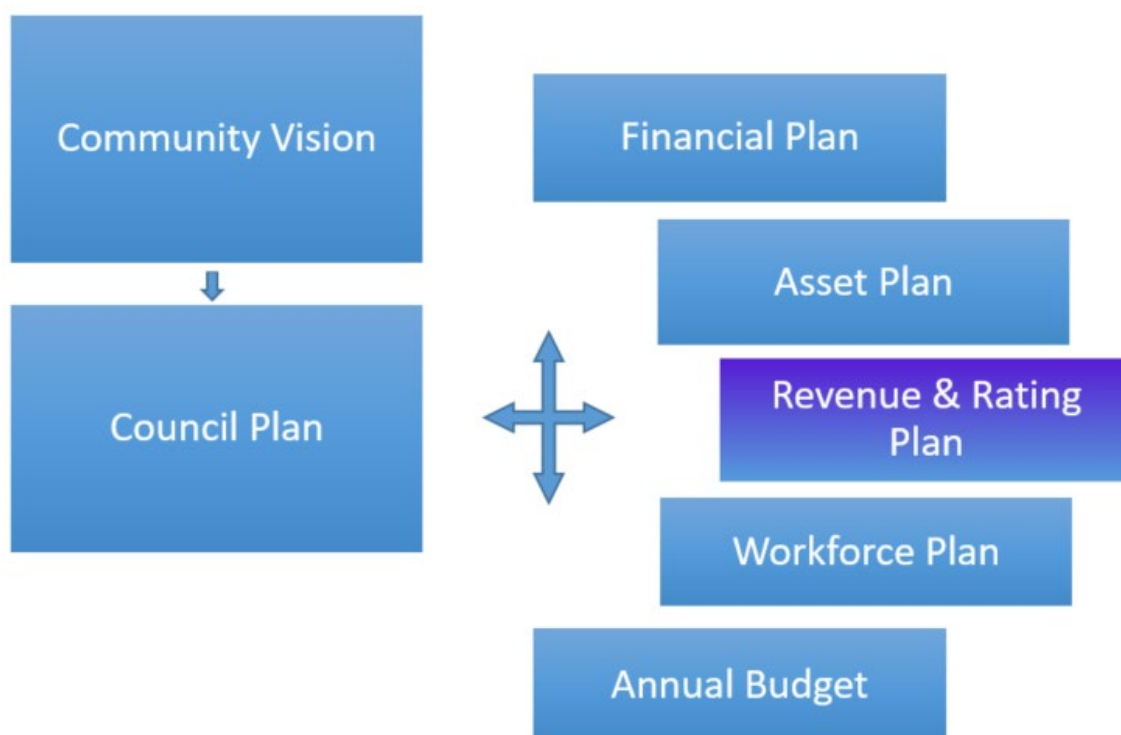 Community Vision
Council Plan
Financial Plan
Asset Plan
Revenue & Rating
Plan
Workforce Plan
Annual Budget